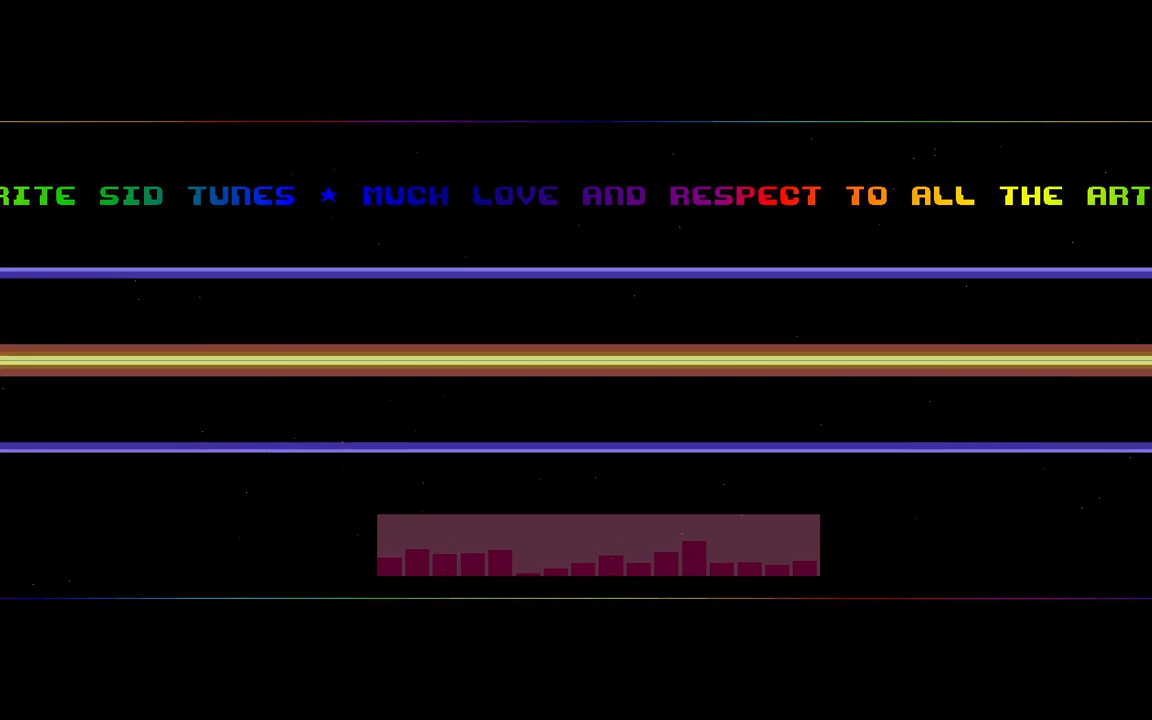 RITE SID TUNES ★ MUCH LOVE AND RESPECT TO ALL THE ART